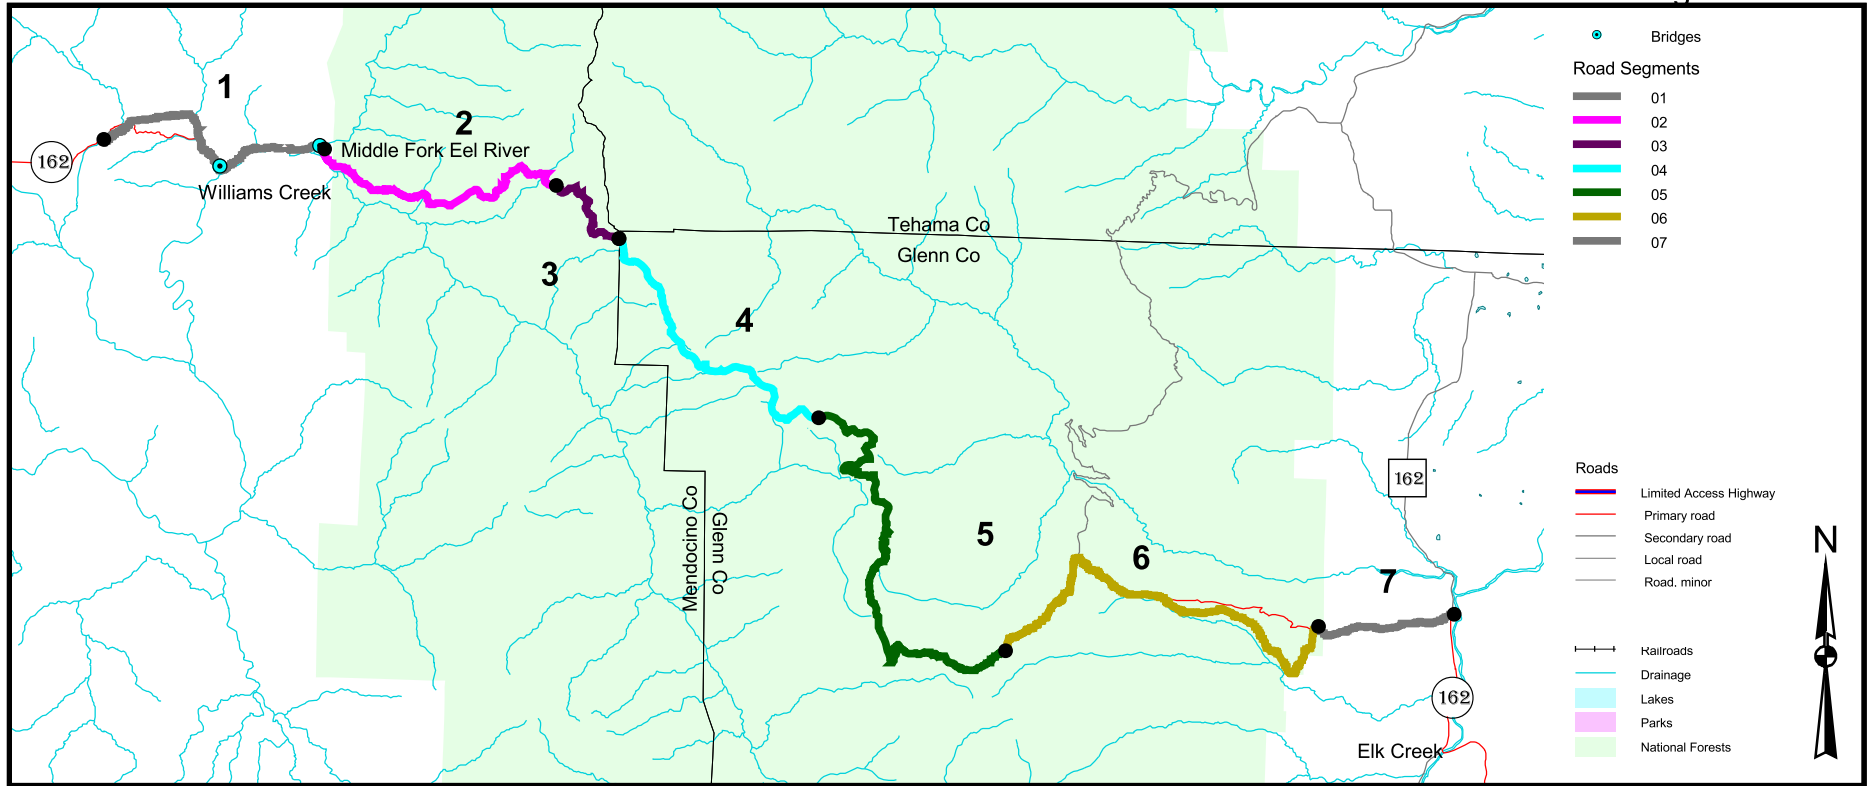 1
2
Middle Fork Eel River
162
Williams Creek
3
Tehama Co
Glenn Co
4
162
5
Mendocino Co
Glenn Co
6
7
162
Elk Creek
Bridges
Road Segments
01
02
03
04
05
06
07
Roads
Limited Access Highway
Primary road
Secondary road
Local road
Road, minor
Railroads
Drainage
Lakes
Parks
National Forests
N